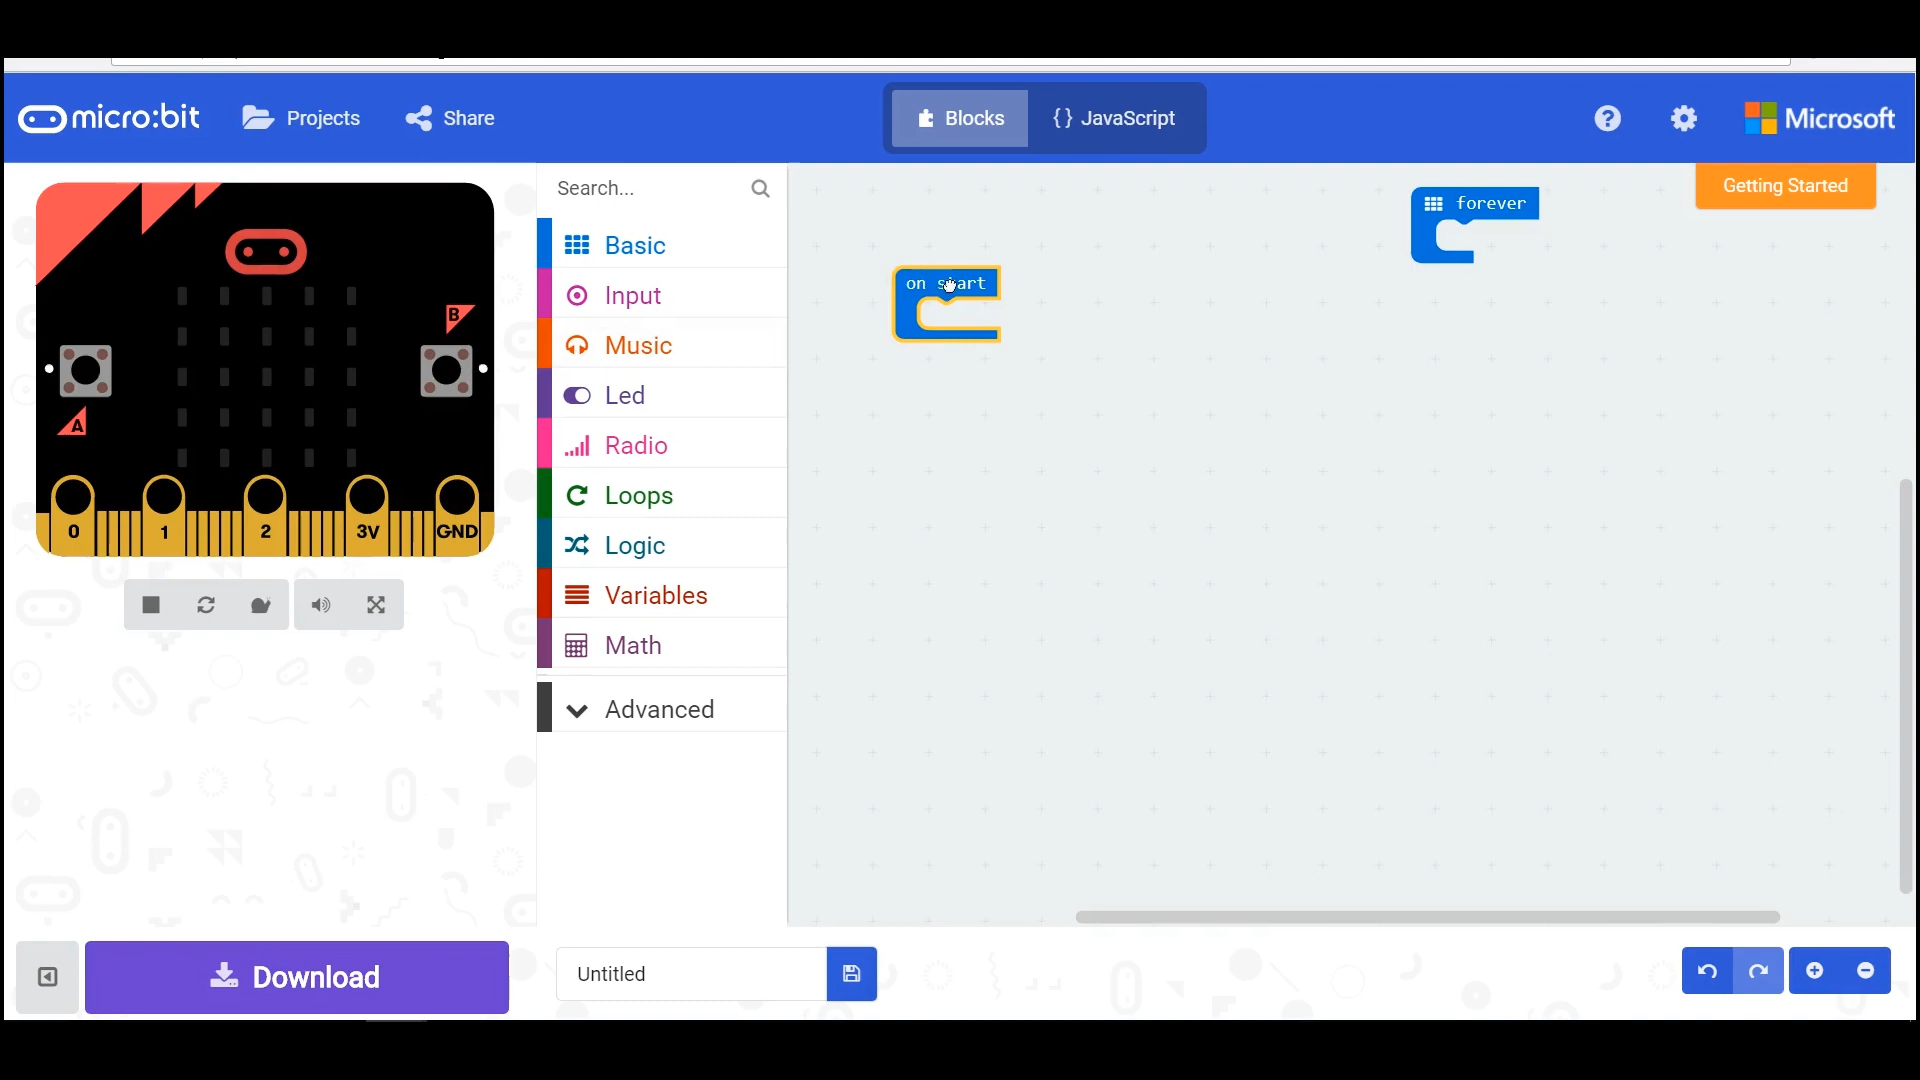 micro:bit
Projects
Share
Blocks
{} JavaScript
?
Microsoft
Getting Started
Search...
Basic
Input
Music
Led
Radio
Loops
Logic
Variables
Math
Advanced
on start
forever
B
A
0
1
2
3V
GND
Download
Untitled